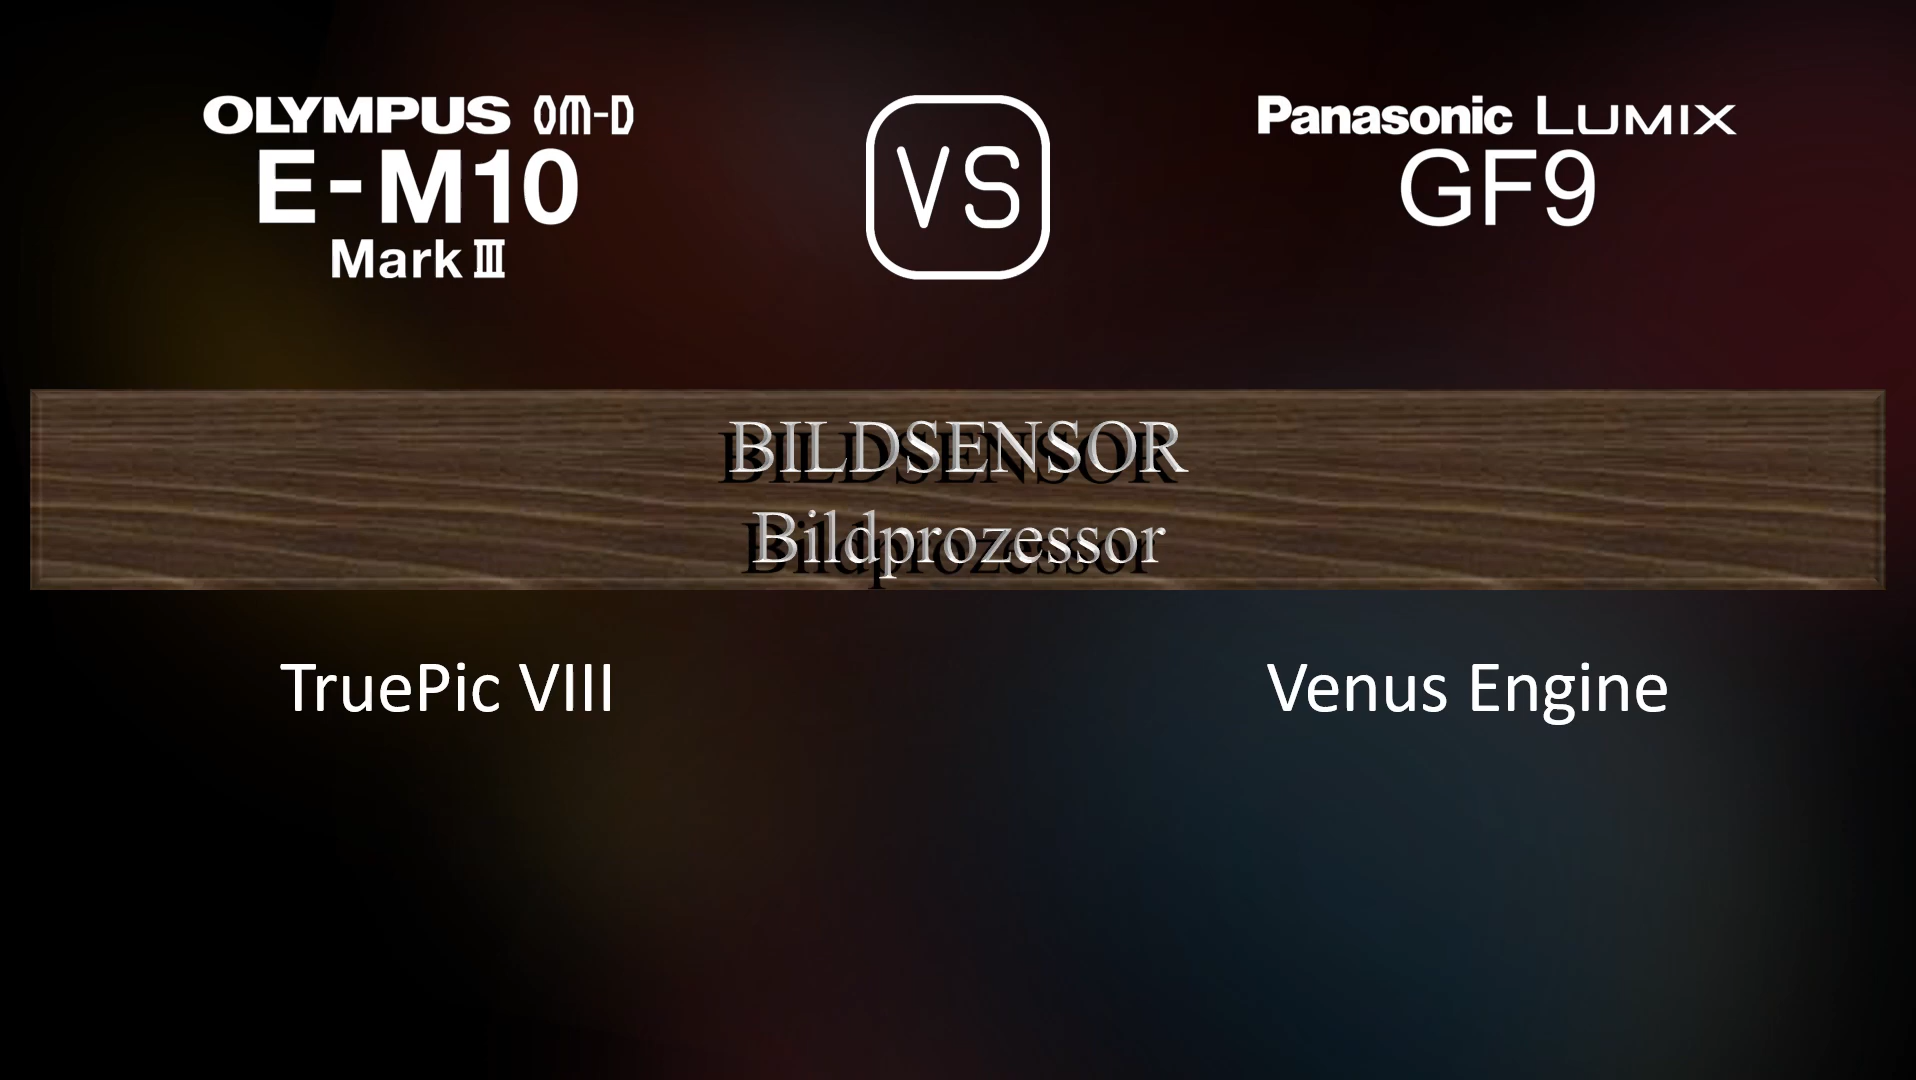 OLYMPUS OM-D
E-M10
Mark III
VS
Panasonic LUMIX
GF9
BILDSENSOR
Bildprozessor
TruePic VIII
Venus Engine